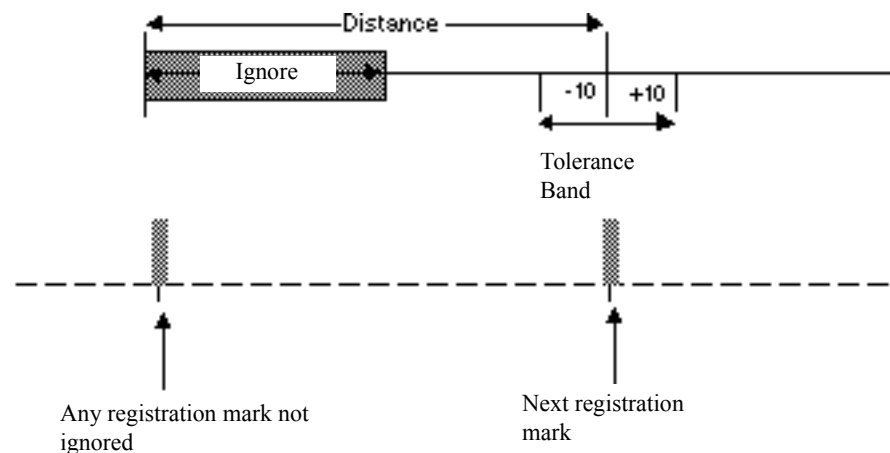 Distance
Ignore
-10 +10
Tolerance
Band
Any registration mark not
ignored
Next registration
mark